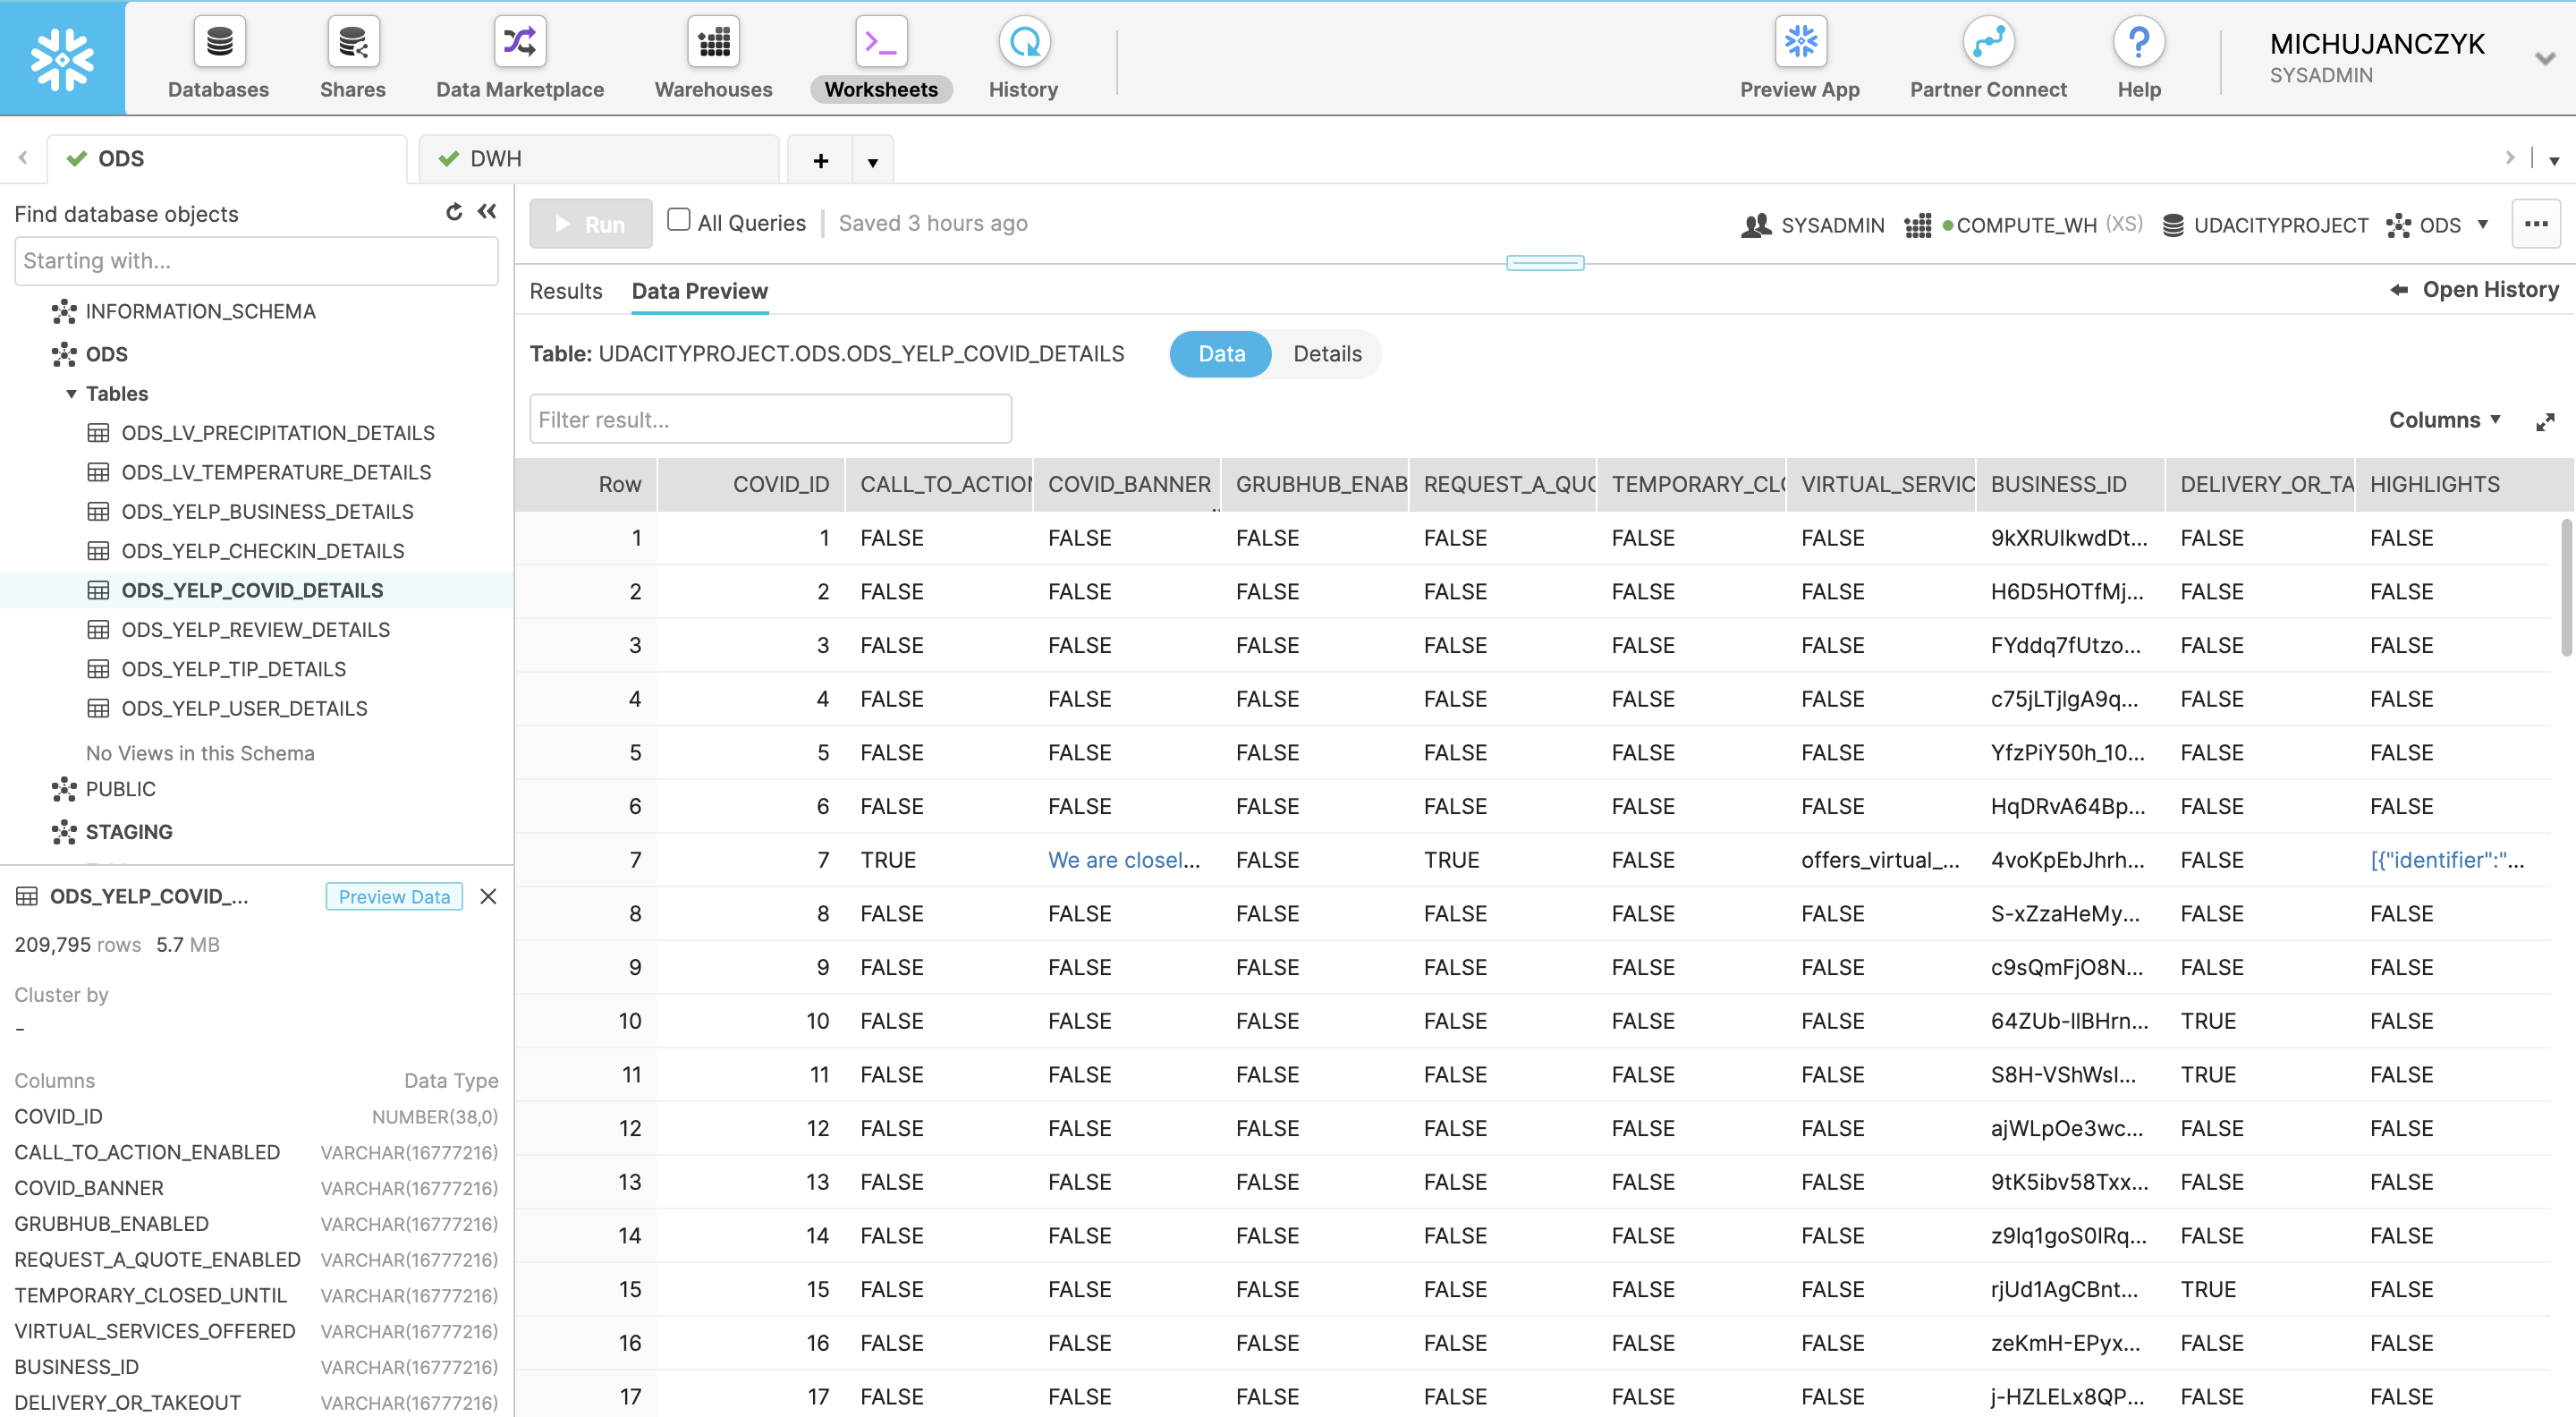 Databases Shares Data Marketplace Warehouses Worksheets History Preview App Partner Connect Help MICHUJANCZYK
SYSADMIN
ODS DWH +
Find database objects
Starting with...
INFORMATION_SCHEMA
ODS
Tables
ODS_LV_PRECIPITATION_DETAILS
ODS_LV_TEMPERATURE_DETAILS
ODS_YELP_BUSINESS_DETAILS
ODS_YELP_CHECKIN_DETAILS
ODS_YELP_COVID_DETAILS
ODS_YELP_REVIEW_DETAILS
ODS_YELP_TIP_DETAILS
ODS_YELP_USER_DETAILS
No Views in this Schema
PUBLIC
STAGING
ODS_YELP_COVID_... Preview Data
209,795 rows 5.7 MB
Cluster by
-
Columns Data Type
COVID_ID NUMBER(38,0)
CALL_TO_ACTION_ENABLED VARCHAR(16777216)
COVID_BANNER VARCHAR(16777216)
GRUBHUB_ENABLED VARCHAR(16777216)
REQUEST_A_QUOTE_ENABLED VARCHAR(16777216)
TEMPORARY_CLOSED_UNTIL VARCHAR(16777216)
VIRTUAL_SERVICES_OFFERED VARCHAR(16777216)
BUSINESS_ID VARCHAR(16777216)
DELIVERY_OR_TAKEOUT VARCHAR(16777216)
Run All Queries Saved 3 hours ago SYSADMIN COMPUTE_WH (XS) UDACITYPROJECT ODS ...
Results Data Preview Open History
Table: UDACITYPROJECT.ODS.ODS_YELP_COVID_DETAILS Data Details
Filter result... Columns
Row COVID_ID CALL_TO_ACTION COVID_BANNER GRUBHUB_ENAB REQUEST_A_QUO TEMPORARY_CLO VIRTUAL_SERVIC BUSINESS_ID DELIVERY_OR_TA HIGHLIGHTS
1 1 FALSE FALSE FALSE FALSE FALSE FALSE 9kXRUIkwdDt... FALSE FALSE
2 2 FALSE FALSE FALSE FALSE FALSE FALSE H6D5HOTfMj... FALSE FALSE
3 3 FALSE FALSE FALSE FALSE FALSE FALSE FYddq7fUtzo... FALSE FALSE
4 4 FALSE FALSE FALSE FALSE FALSE FALSE c75jLTjlgA9q... FALSE FALSE
5 5 FALSE FALSE FALSE FALSE FALSE FALSE YfzPiY50h_10... FALSE FALSE
6 6 FALSE FALSE FALSE FALSE FALSE FALSE HqDRvA64Bp... FALSE FALSE
7 7 TRUE We are closel... FALSE TRUE FALSE offers_virtual_... 4voKpEbJhrh... FALSE [{"identifier":"...
8 8 FALSE FALSE FALSE FALSE FALSE FALSE S-xZzaHeMy... FALSE FALSE
9 9 FALSE FALSE FALSE FALSE FALSE FALSE c9sQmFjO8N... FALSE FALSE
10 10 FALSE FALSE FALSE FALSE FALSE FALSE 64ZUb-llBHrn... TRUE FALSE
11 11 FALSE FALSE FALSE FALSE FALSE FALSE S8H-VShWsI... TRUE FALSE
12 12 FALSE FALSE FALSE FALSE FALSE FALSE ajWLpOe3wc... FALSE FALSE
13 13 FALSE FALSE FALSE FALSE FALSE FALSE 9tK5ibv58Txx... FALSE FALSE
14 14 FALSE FALSE FALSE FALSE FALSE FALSE z9lq1goS0IRq... FALSE FALSE
15 15 FALSE FALSE FALSE FALSE FALSE FALSE rjUd1AgCBnt... TRUE FALSE
16 16 FALSE FALSE FALSE FALSE FALSE FALSE zeKmH-EPyx... FALSE FALSE
17 17 FALSE FALSE FALSE FALSE FALSE FALSE j-HZLELx8QP... FALSE FALSE